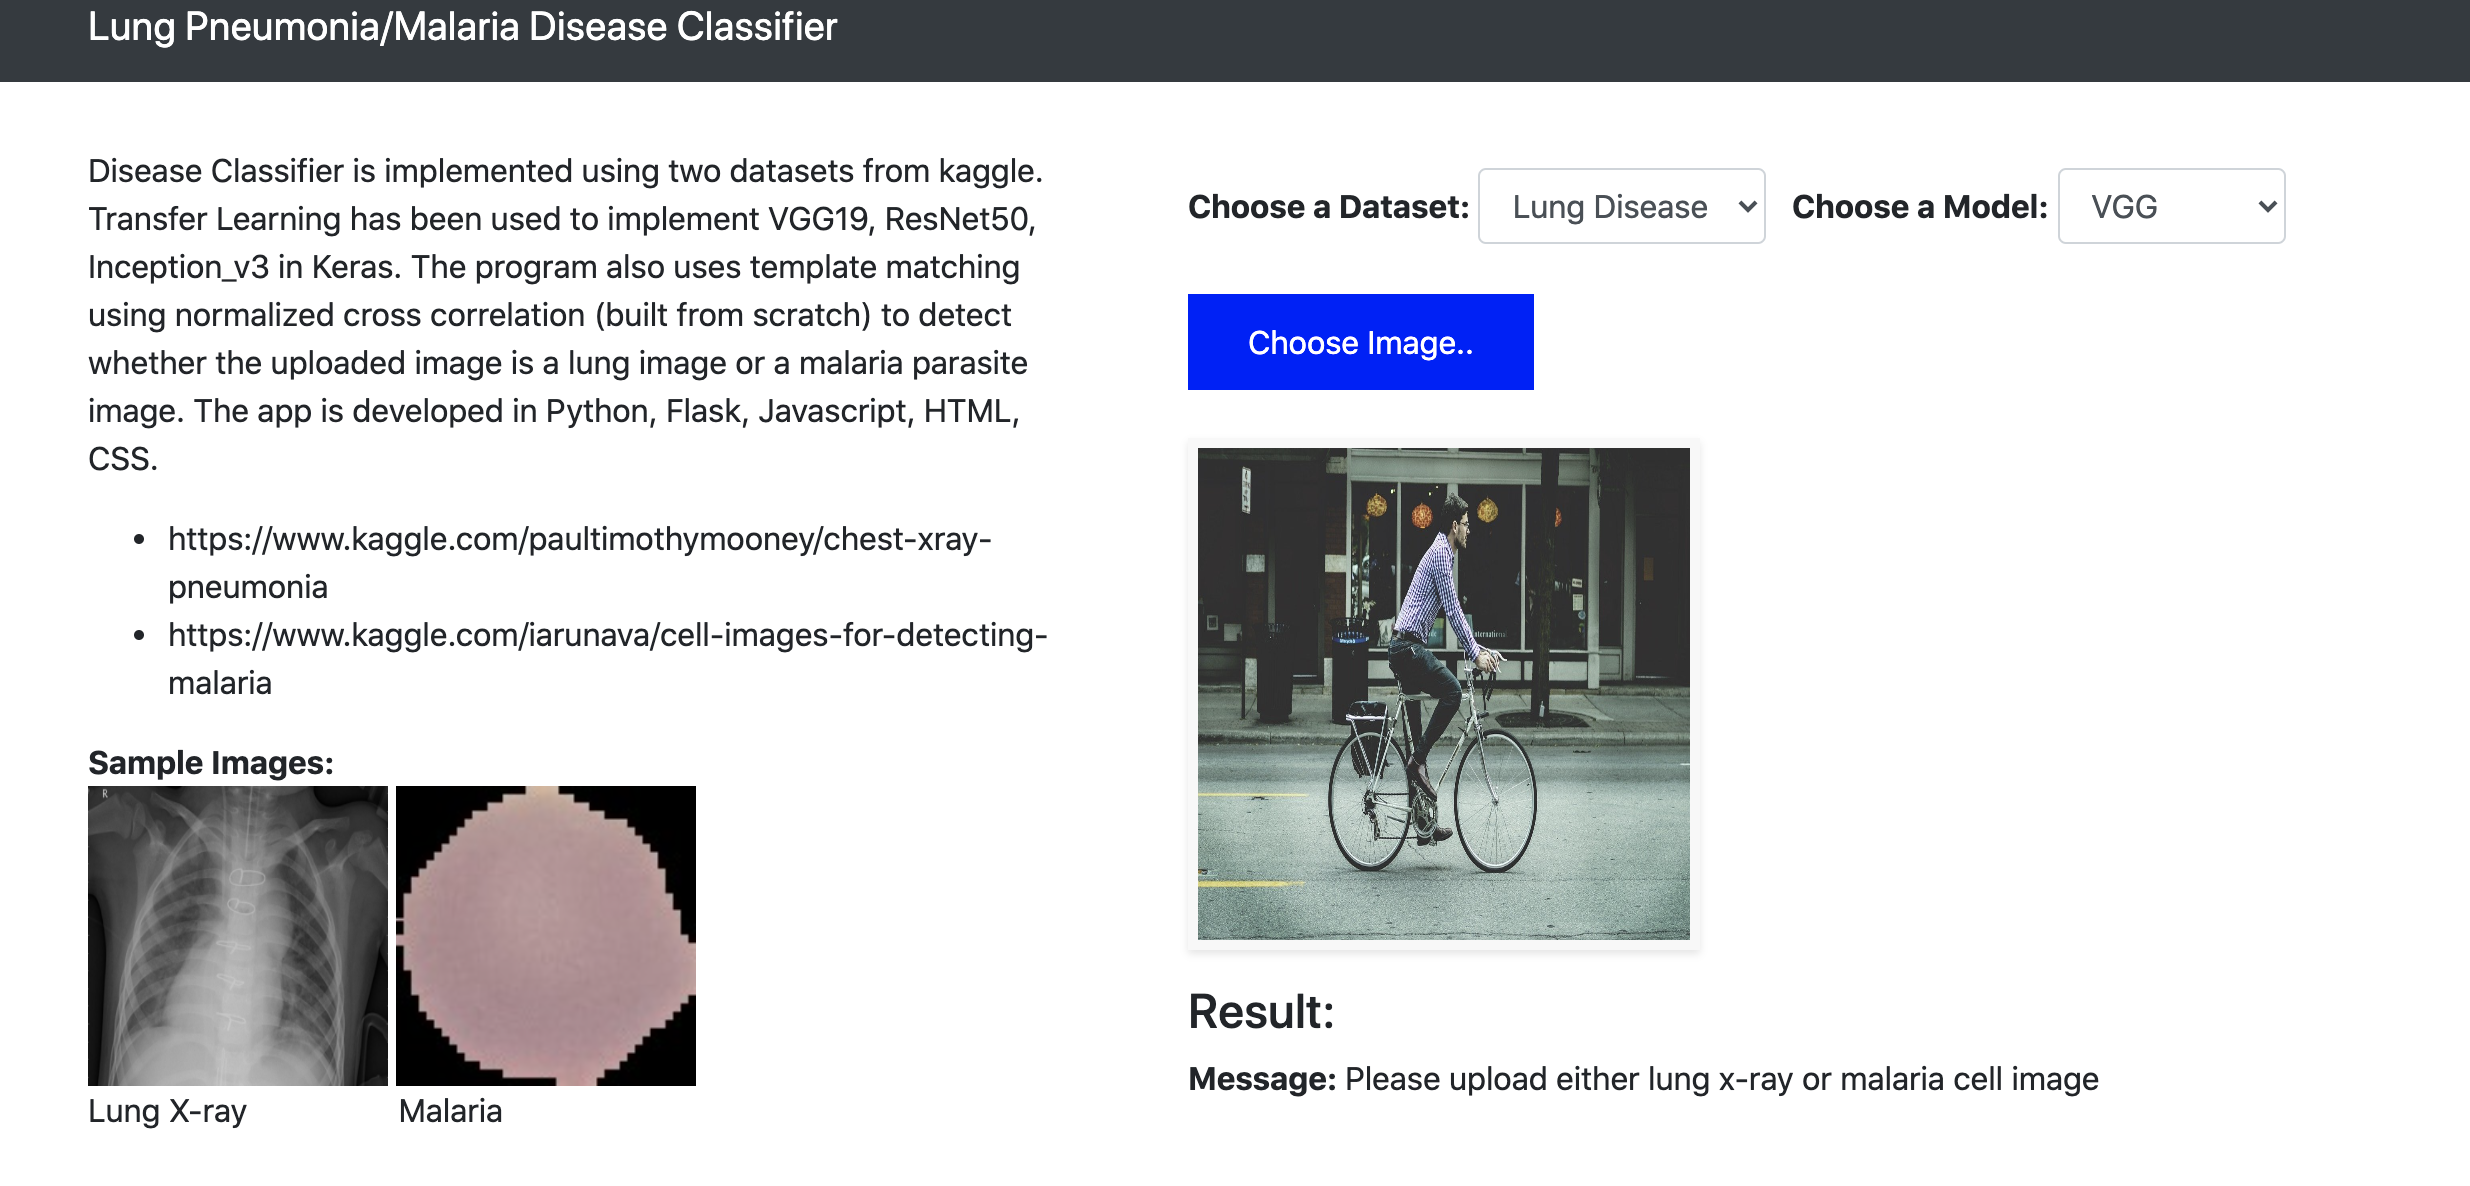 Lung Pneumonia/Malaria Disease Classifier
Disease Classifier is implemented using two datasets from kaggle.
Transfer Learning has been used to implement VGG19, ResNet50,
Inception_v3 in Keras. The program also uses template matching
using normalized cross correlation (built from scratch) to detect
whether the uploaded image is a lung image or a malaria parasite
image. The app is developed in Python, Flask, Javascript, HTML,
CSS.
https://www.kaggle.com/paultimothymooney/chest-xray-
pneumonia
https://www.kaggle.com/iarunava/cell-images-for-detecting-
malaria
Sample Images:
R
Lung X-ray
Malaria
Choose a Dataset: Lung Disease Choose a Model: VGG
Choose Image..
International
Result:
Message: Please upload either lung x-ray or malaria cell image